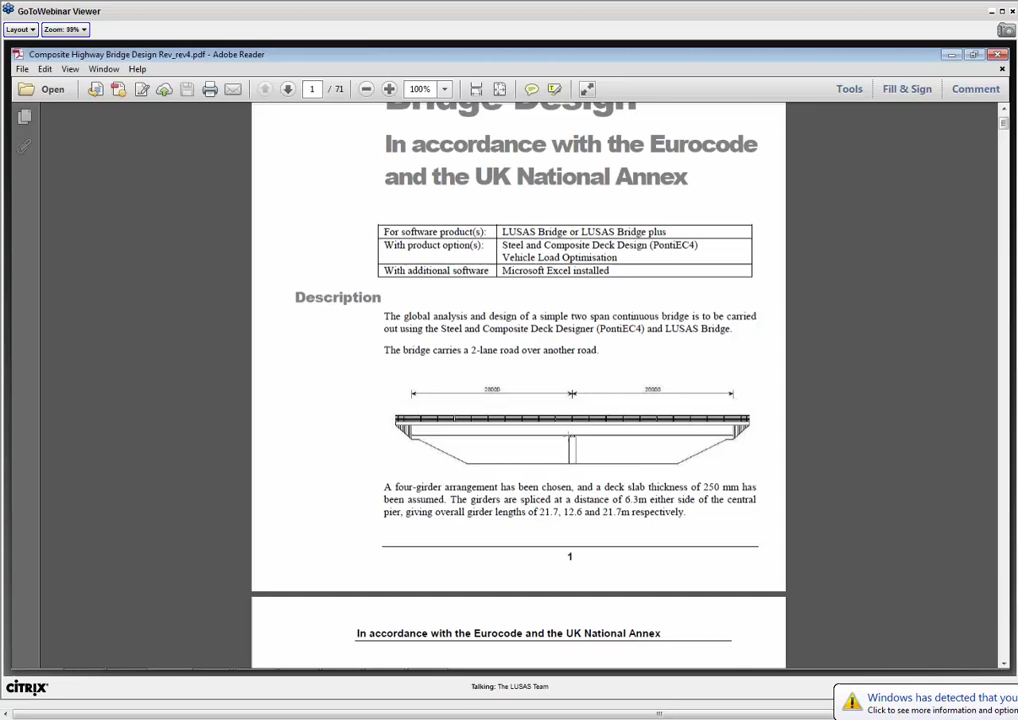 GoToWebinar Viewer
Layout
Zoom: 99%
Composite Highway Bridge Design Rev_rev4.pdf - Adobe Reader
File Edit View Window Help
Open 1 / 71 100% Tools Fill & Sign Comment
Bridge Design
In accordance with the Eurocode
and the UK National Annex
For software product(s): LUSAS Bridge or LUSAS Bridge plus
With product option(s): Steel and Composite Deck Design (PontiEC4)
Vehicle Load Optimisation
With additional software Microsoft Excel installed
Description
The global analysis and design of a simple two span continuous bridge is to be carried
out using the Steel and Composite Deck Designer (PontiEC4) and LUSAS Bridge.
The bridge carries a 2-lane road over another road.
A four-girder arrangement has been chosen, and a deck slab thickness of 250 mm has
been assumed. The girders are spliced at a distance of 6.3m either side of the central
pier, giving overall girder lengths of 21.7, 12.6 and 21.7m respectively.
1
In accordance with the Eurocode and the UK National Annex
CITRIX
Talking: The LUSAS Team
Windows has detected that you
Click to see more information and option